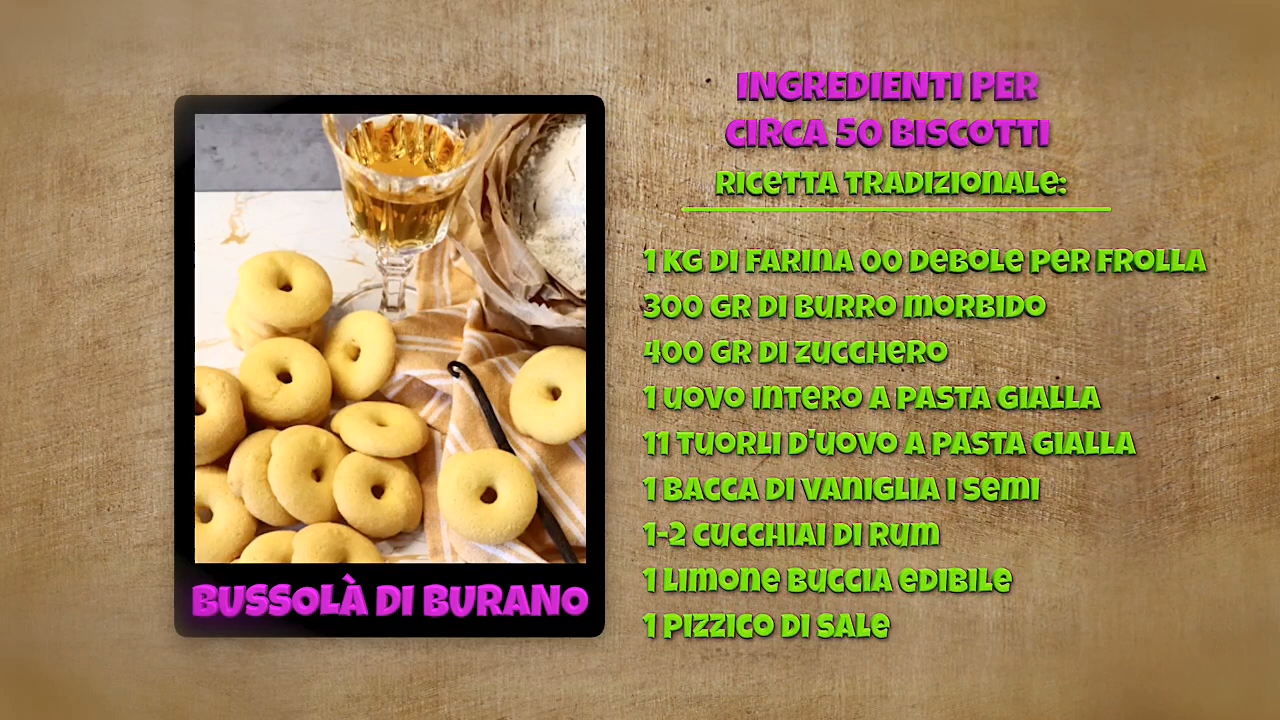 INGREDIENTI PER
CIRCA 50 BISCOTTI
RICETTA TRADIZIONALE:
1 KG DI FARINA 00 DEBOLE PER FROLLA
300 GR DI BURRO MORBIDO
400 GR DI ZUCCHERO
1 UOVO INTERO A PASTA GIALLA
11 TUORLI D'UOVO A PASTA GIALLA
1 BACCA DI VANIGLIA I SEMI
1-2 CUCCHIAI DI RUM
1 LIMONE BUCCIA EDIBILE
1 PIZZICO DI SALE
BUSSOLÀ DI BURANO